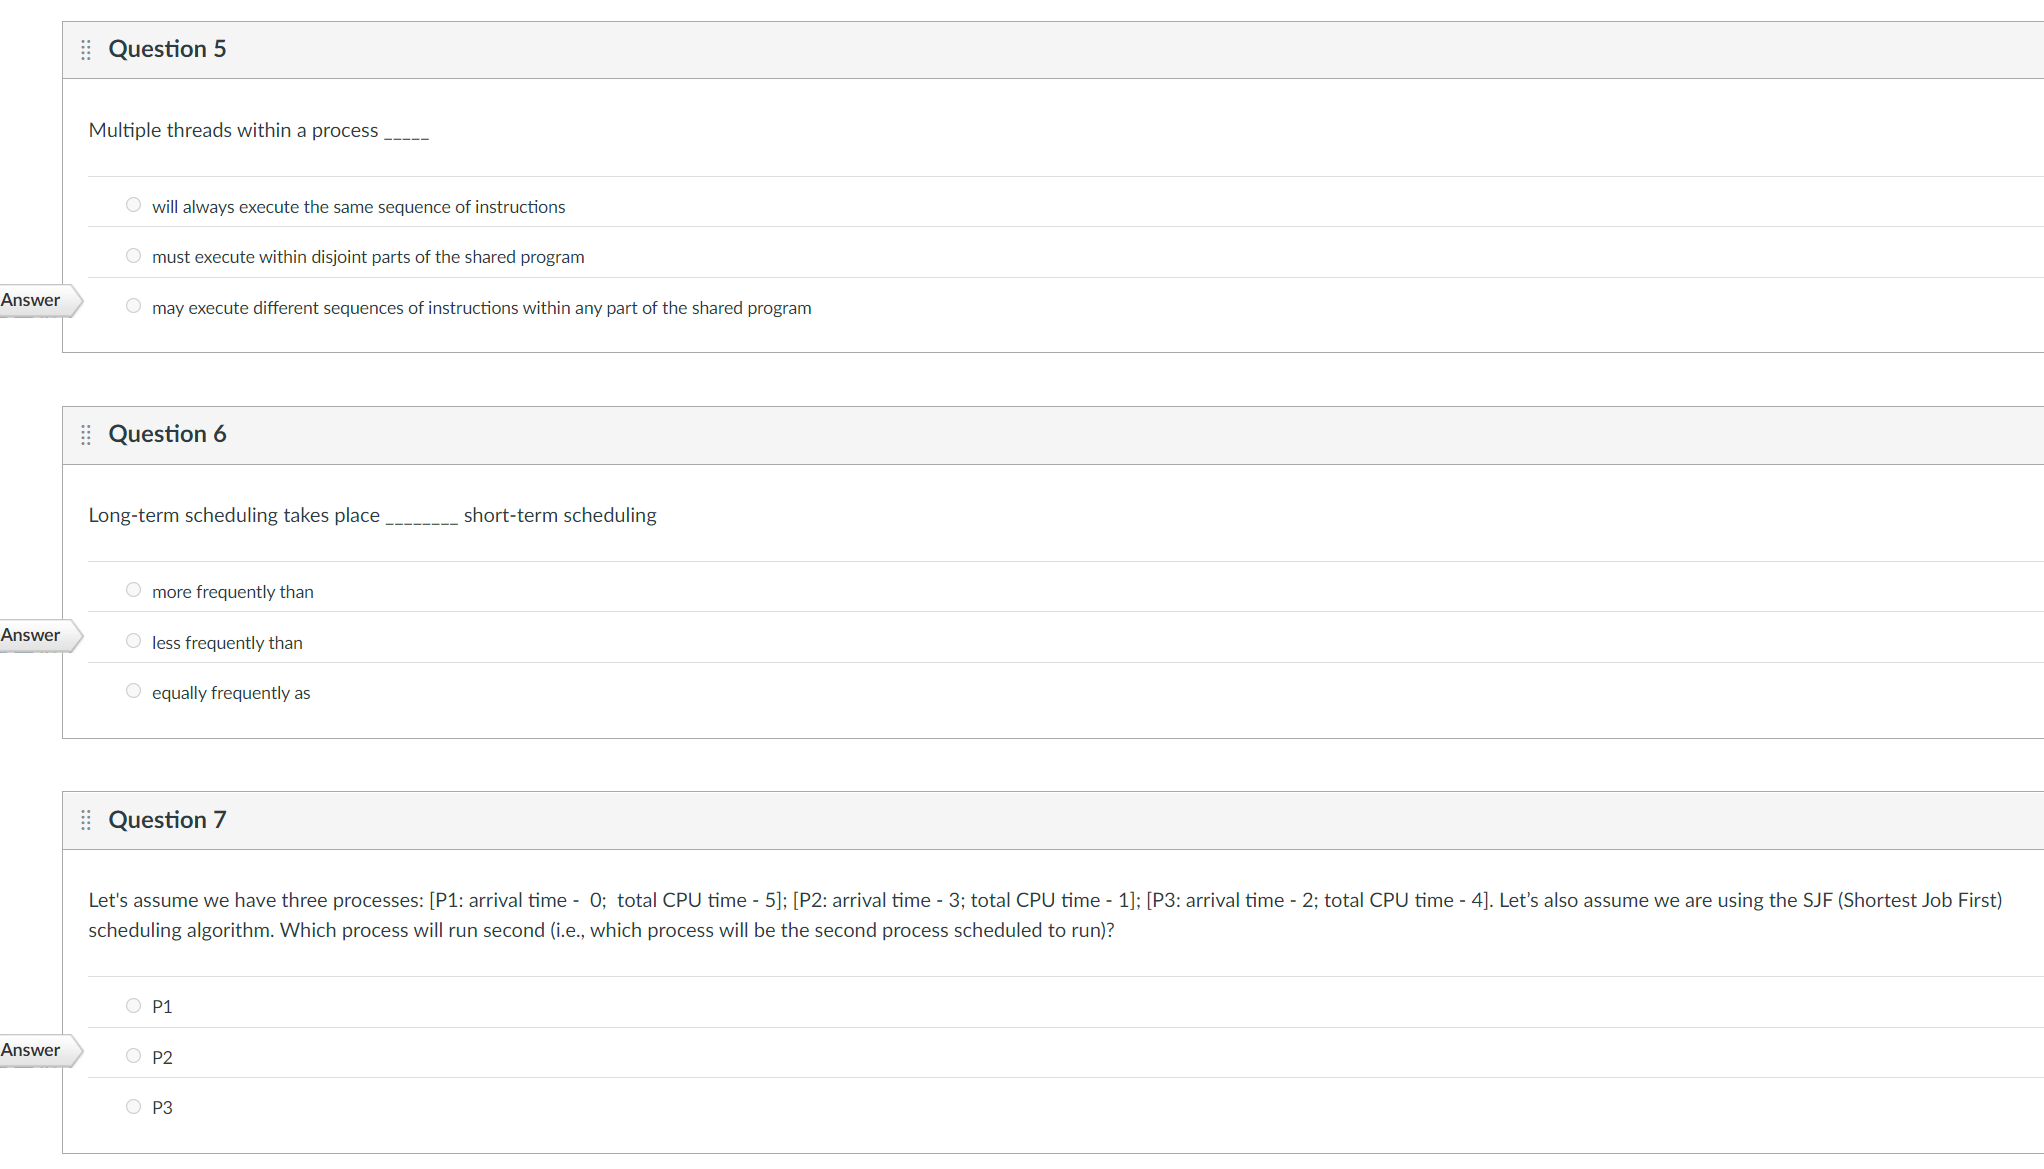 Question 5
Multiple threads within a process _____
will always execute the same sequence of instructions
must execute within disjoint parts of the shared program
Answer
may execute different sequences of instructions within any part of the shared program
Question 6
Long-term scheduling takes place ________ short-term scheduling
more frequently than
Answer
less frequently than
equally frequently as
Question 7
Let's assume we have three processes: [P1: arrival time -  0;  total CPU time - 5]; [P2: arrival time - 3; total CPU time - 1]; [P3: arrival time - 2; total CPU time - 4]. Let’s also assume we are using the SJF (Shortest Job First)
scheduling algorithm. Which process will run second (i.e., which process will be the second process scheduled to run)?
P1
Answer
P2
P3